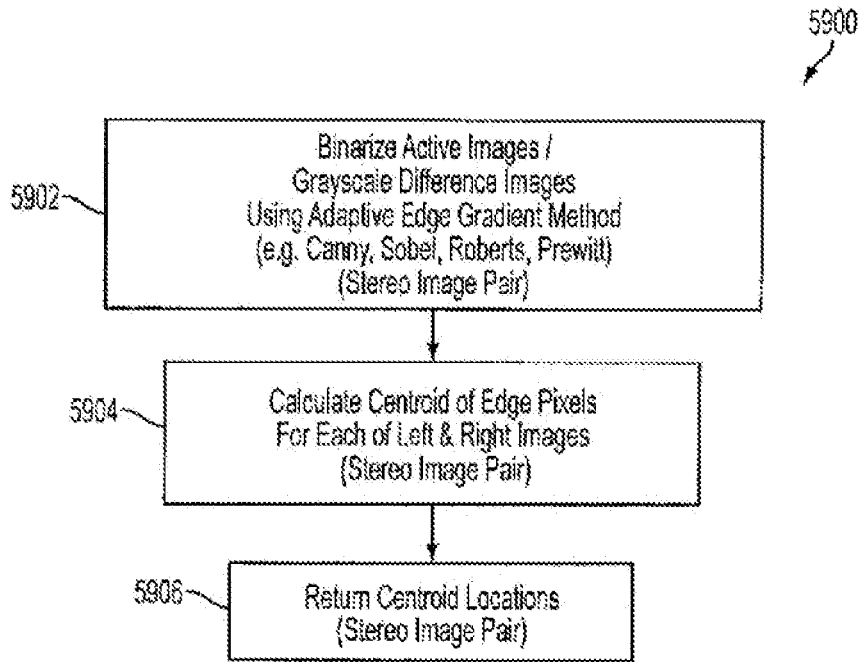 5900
5902
Binarize Active Images /
Grayscale Difference Images
Using Adaptive Edge Gradient Method
(e.g. Canny, Sobel, Roberts, Prewitt)
(Stereo Image Pair)
5904
Calculate Centroid of Edge Pixels
For Each of Left & Right Images
(Stereo Image Pair)
5906
Return Centroid Locations
(Stereo Image Pair)